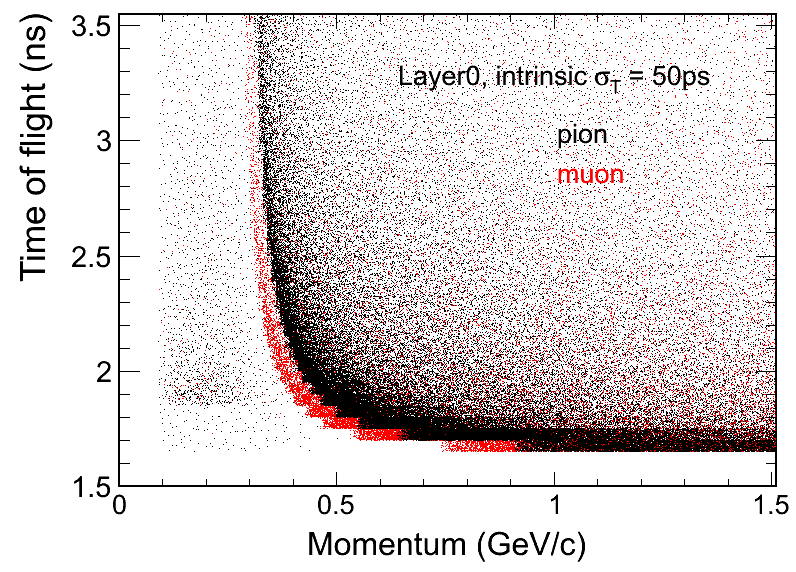 Time of flight (ns)
3.5
3
2.5
2
1.5
Layer0, intrinsic σT = 50ps
pion
muon
0
0.5
1
1.5
Momentum (GeV/c)